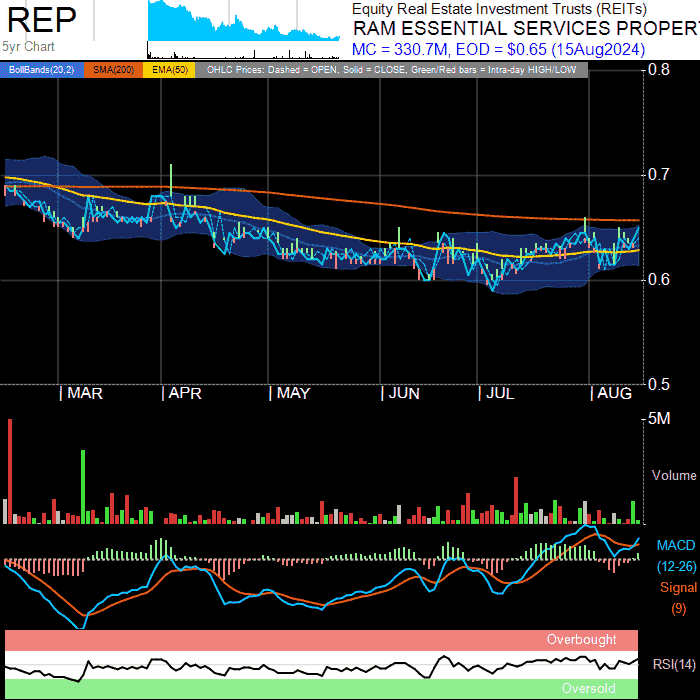 REP
5yr Chart
Equity Real Estate Investment Trusts (REITs)
RAM ESSENTIAL SERVICES PROPER
MC = 330.7M, EOD = $0.65 (15Aug2024)
BollBands(20,2) SMA(200) EMA(50) OHLC Prices: Dashed = OPEN, Solid = CLOSE, Green/Red bars = Intra-day HIGH/LOW
0.8
0.7
0.6
0.5
MAR APR MAY JUN JUL AUG
5M
Volume
MACD
(12-26)
Signal
(9)
Overbought
RSI(14)
Oversold